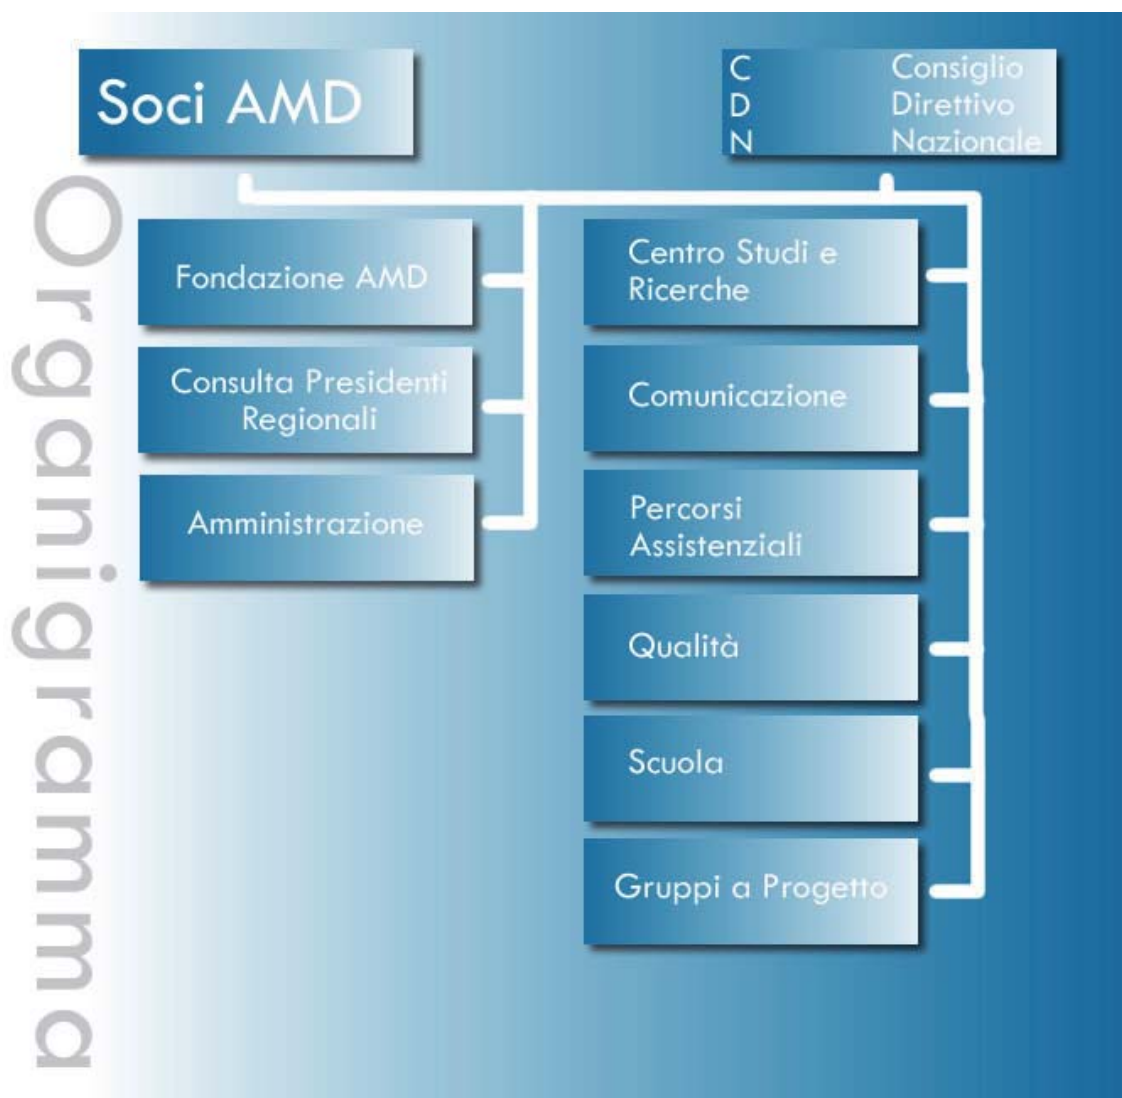 Organigramma
Soci AMD
C Consiglio
D Direttivo
N Nazionale
Fondazione AMD
Consulta Presidenti
Regionali
Amministrazione
Centro Studi e
Ricerche
Comunicazione
Percorsi
Assistenziali
Qualità
Scuola
Gruppi a Progetto